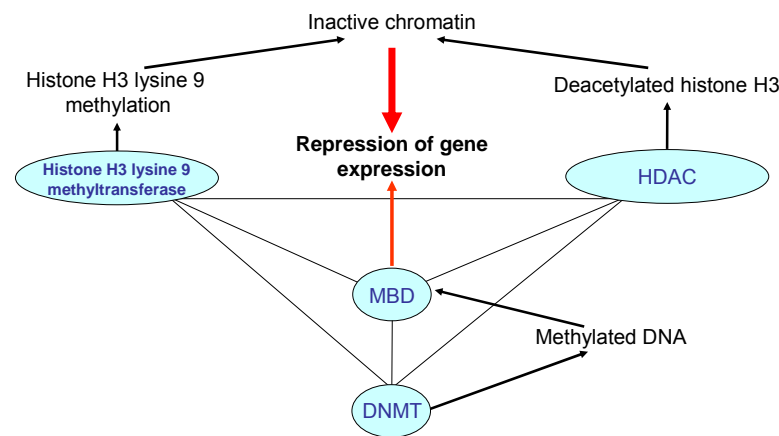 Inactive chromatin
Histone H3 lysine 9
methylation
Deacetylated histone H3
Repression of gene
expression
Histone H3 lysine 9
methyltransferase
HDAC
MBD
Methylated DNA
DNMT